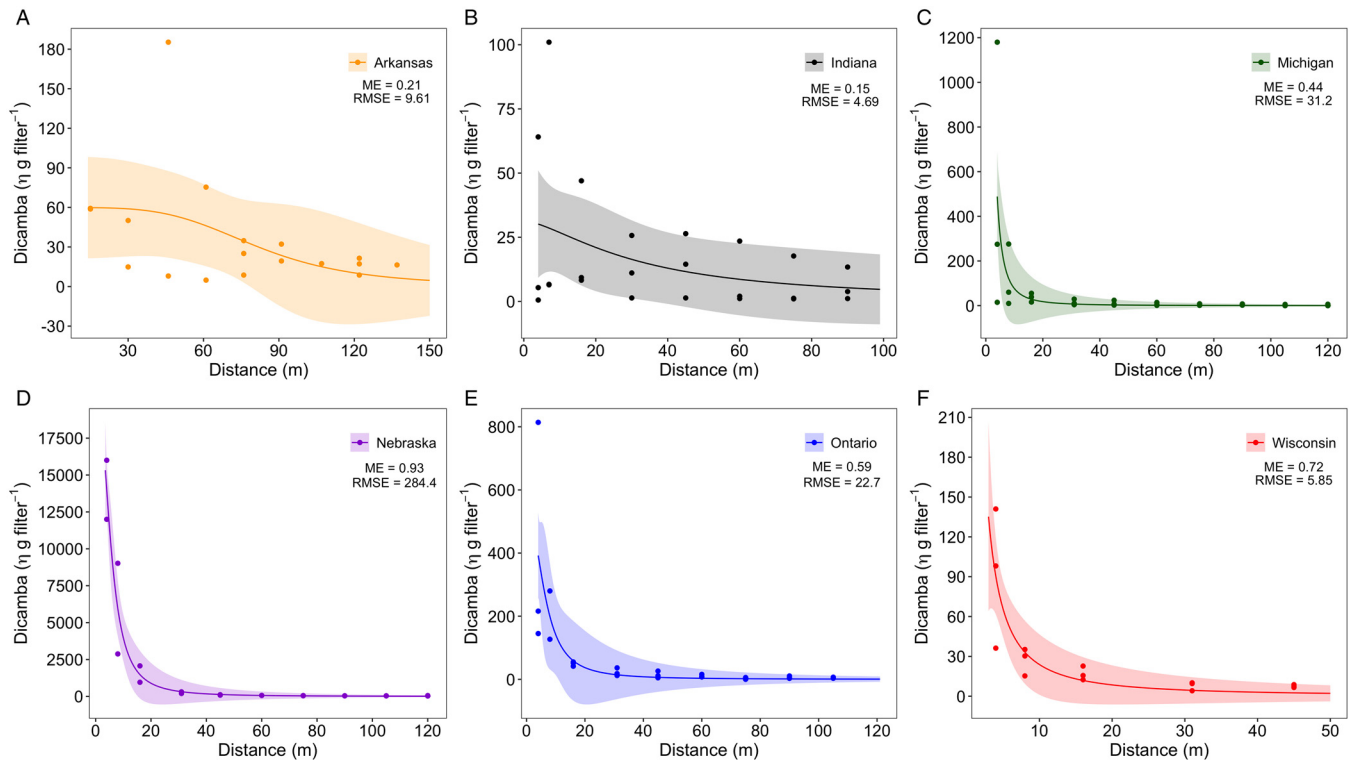 A
Dicamba (η g filter⁻¹)
180
150
120
90
60
30
0
-30
Arkansas
ME = 0.21
RMSE = 9.61
30 60 90 120 150
Distance (m)
B
Dicamba (η g filter⁻¹)
100
75
50
25
0
Indiana
ME = 0.15
RMSE = 4.69
0 20 40 60 80 100
Distance (m)
C
Dicamba (η g filter⁻¹)
1200
1000
800
600
400
200
0
Michigan
ME = 0.44
RMSE = 31.2
0 20 40 60 80 100 120
Distance (m)
D
Dicamba (η g filter⁻¹)
17500
15000
12500
10000
7500
5000
2500
0
Nebraska
ME = 0.93
RMSE = 284.4
0 20 40 60 80 100 120
Distance (m)
E
Dicamba (η g filter⁻¹)
800
600
400
200
0
Ontario
ME = 0.59
RMSE = 22.7
0 20 40 60 80 100 120
Distance (m)
F
Dicamba (η g filter⁻¹)
210
180
150
120
90
60
30
0
Wisconsin
ME = 0.72
RMSE = 5.85
10 20 30 40 50
Distance (m)